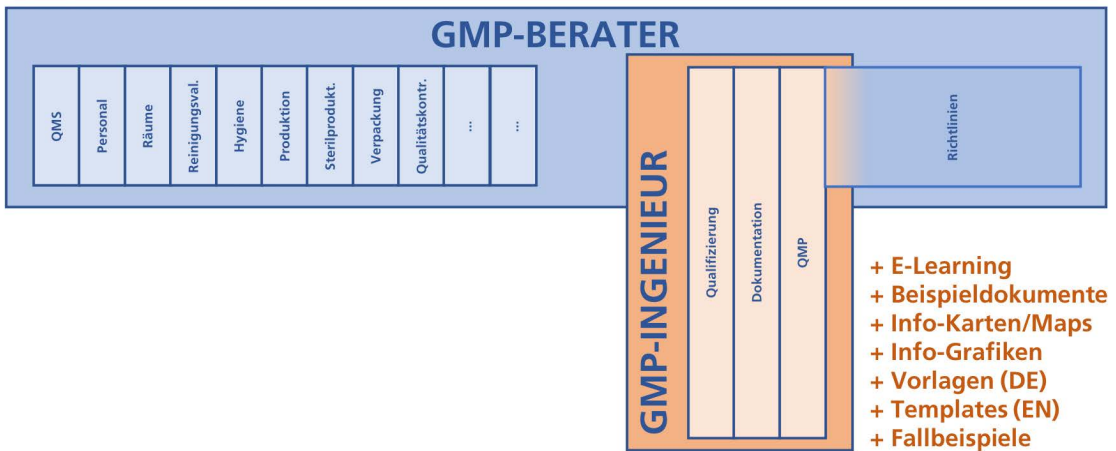 GMP-BERATER
QMS
Personal
Räume
Reinigungsval.
Hygiene
Produktion
Sterilprodukt.
Verpackung
Qualitätskontr.
...
...
GMP-INGENIEUR
Qualifizierung
Dokumentation
QMP
Richtlinien
+ E-Learning
+ Beispieldokumente
+ Info-Karten/Maps
+ Info-Grafiken
+ Vorlagen (DE)
+ Templates (EN)
+ Fallbeispiele